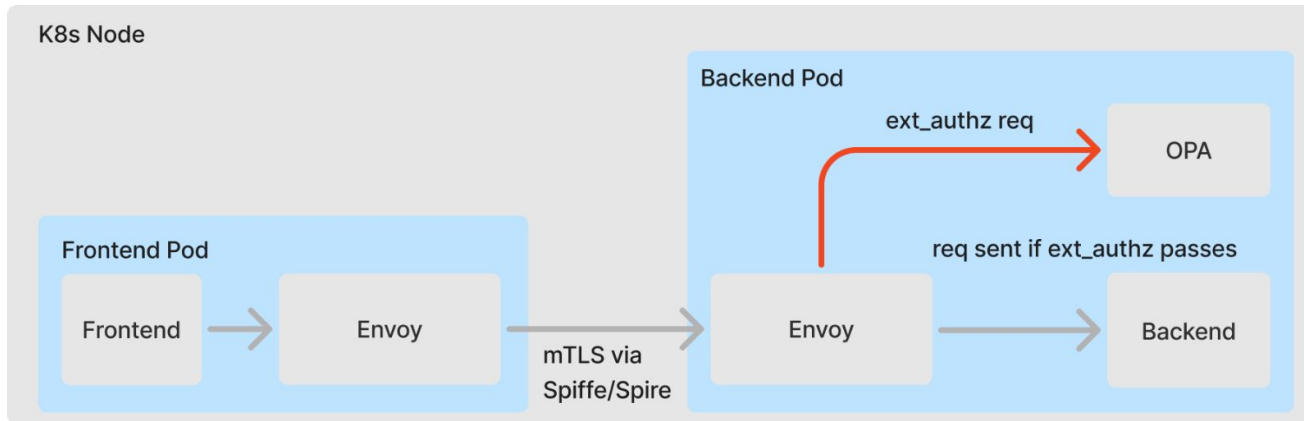 K8s Node
Backend Pod
ext_authz req
OPA
Frontend Pod
req sent if ext_authz passes
Frontend
Envoy
mTLS via
Spiffe/Spire
Envoy
Backend